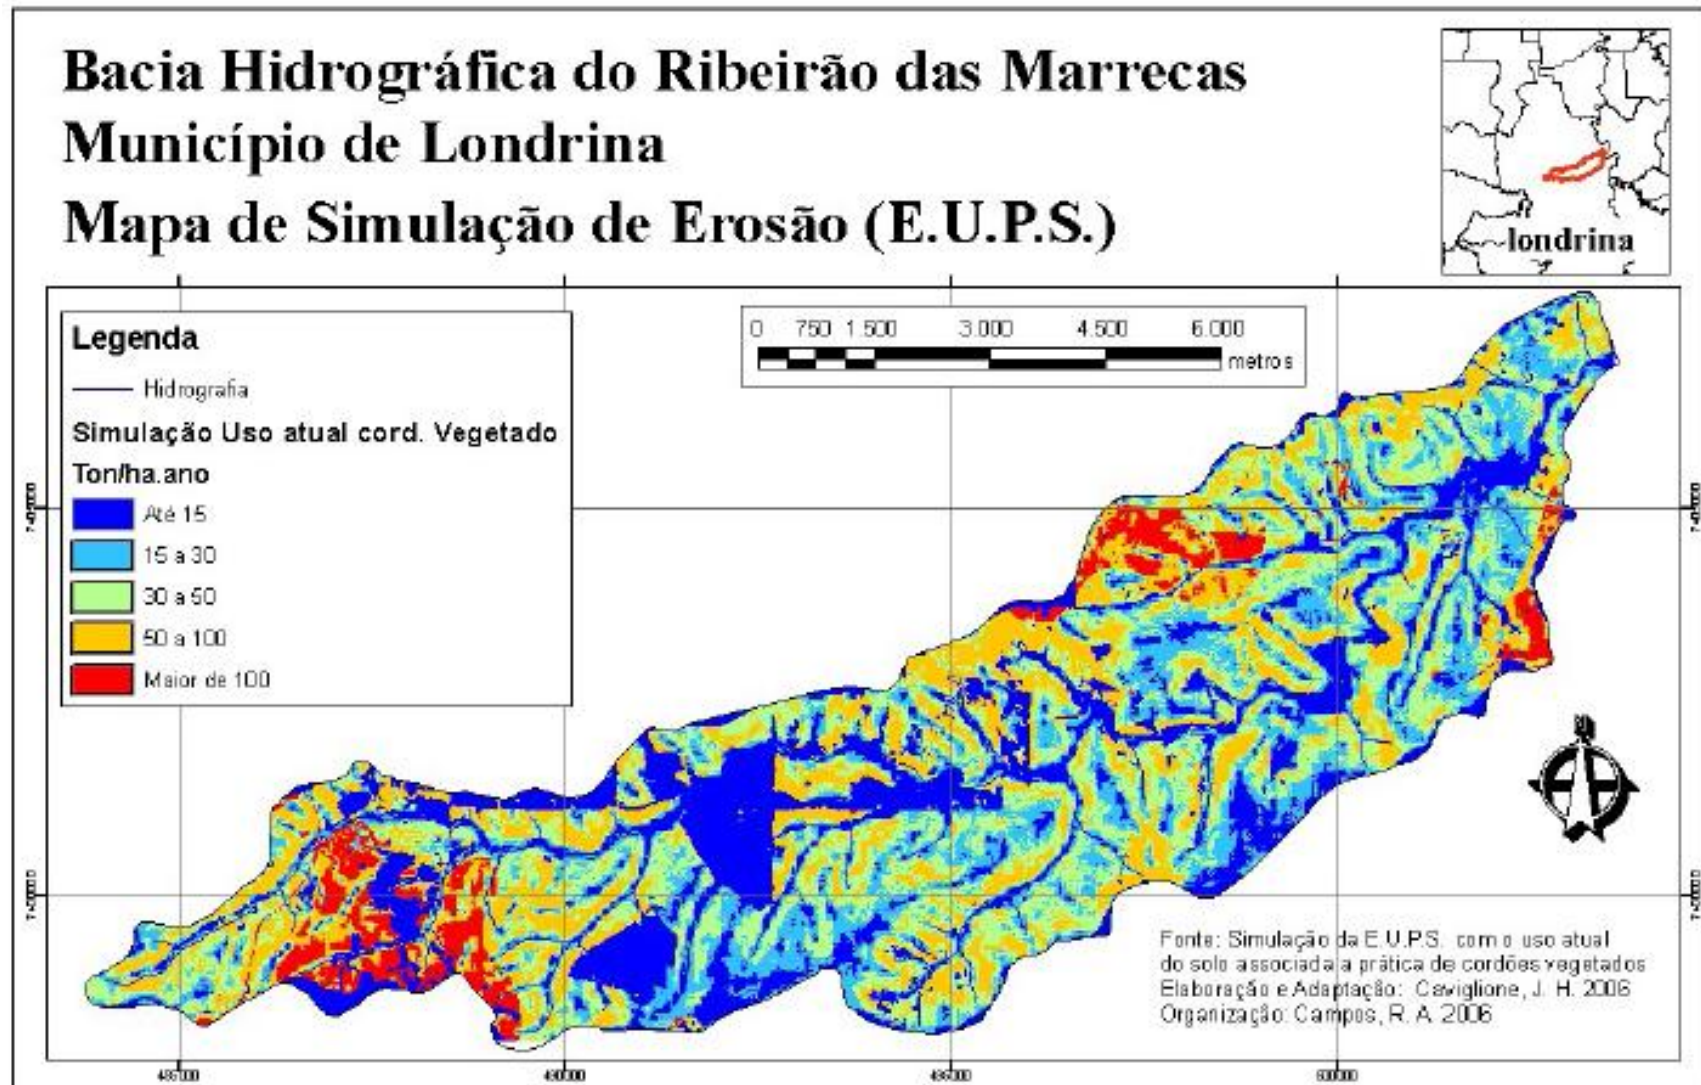 Bacia Hidrográfica do Ribeirão das Marrecas
Município de Londrina
Mapa de Simulação de Erosão (E.U.P.S.)
londrina
Legenda
Hidrografia
Simulação Uso atual cord. Vegetado
Ton/ha.ano
Até 15
15 a 30
30 a 50
50 a 100
Maior de 100
0 750 1.500 3.000 4.500 6.000
metros
N
Fonte: Simulação da E.U.P.S. com o uso atual
do solo associada a prática de cordões vegetados
Elaboração e Adaptação: Caviglione, J. H. 2006
Organização: Campos, R. A. 2006